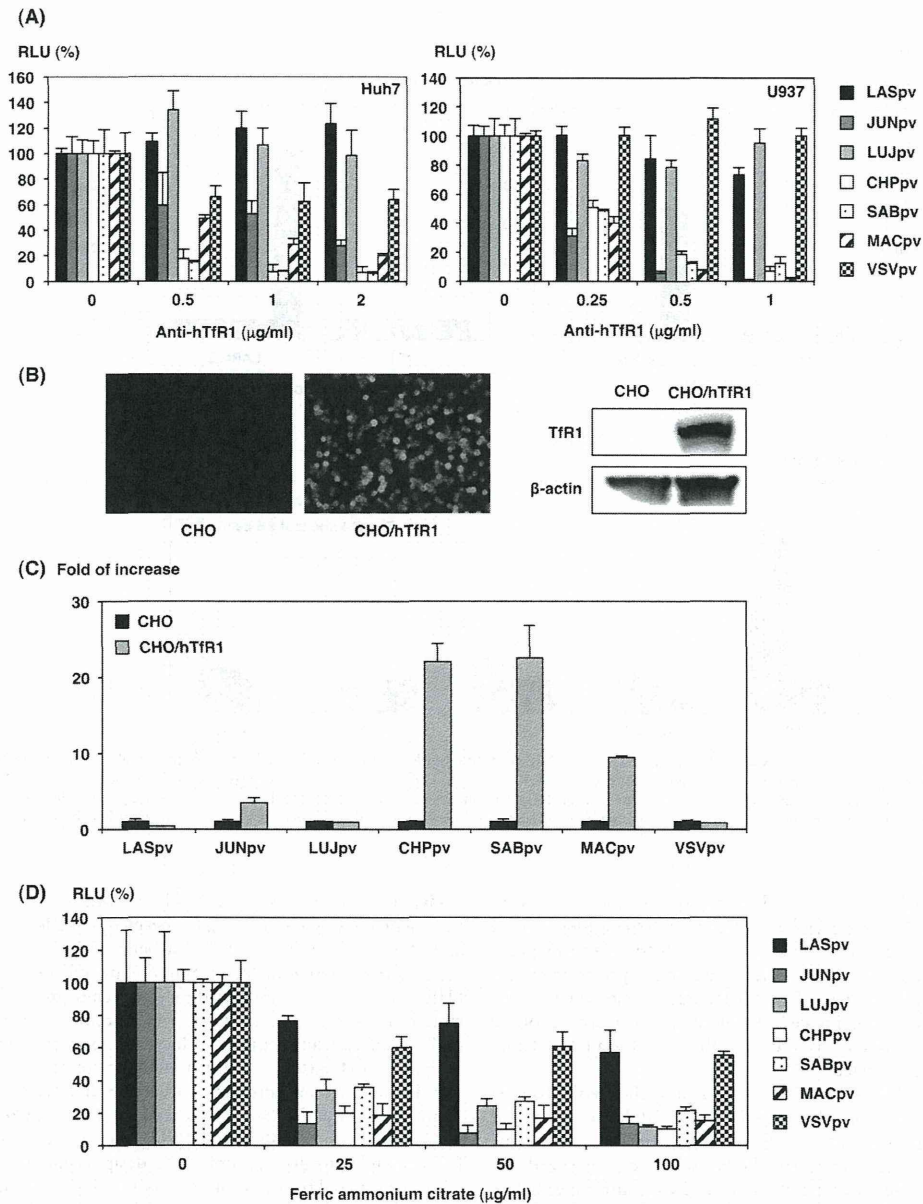 (A)
RLU (%)
160
140
120
100
80
60
40
20
0
Huh7
0
0.5
1
2
Anti-hTfR1 (μg/ml)
RLU (%)
140
120
100
80
60
40
20
0
U937
0
0.25
0.5
1
Anti-hTfR1 (μg/ml)
LASpv
JUNpv
LUJpv
CHPpv
SABpv
MACpv
VSVpv
(B)
CHO
CHO/hTfR1
CHO
CHO/hTfR1
TfR1
β-actin
(C) Fold of increase
30
20
10
0
CHO
CHO/hTfR1
LASpv
JUNpv
LUJpv
CHPpv
SABpv
MACpv
VSVpv
(D)
RLU (%)
140
120
100
80
60
40
20
0
0
25
50
100
Ferric ammonium citrate (μg/ml)
LASpv
JUNpv
LUJpv
CHPpv
SABpv
MACpv
VSVpv